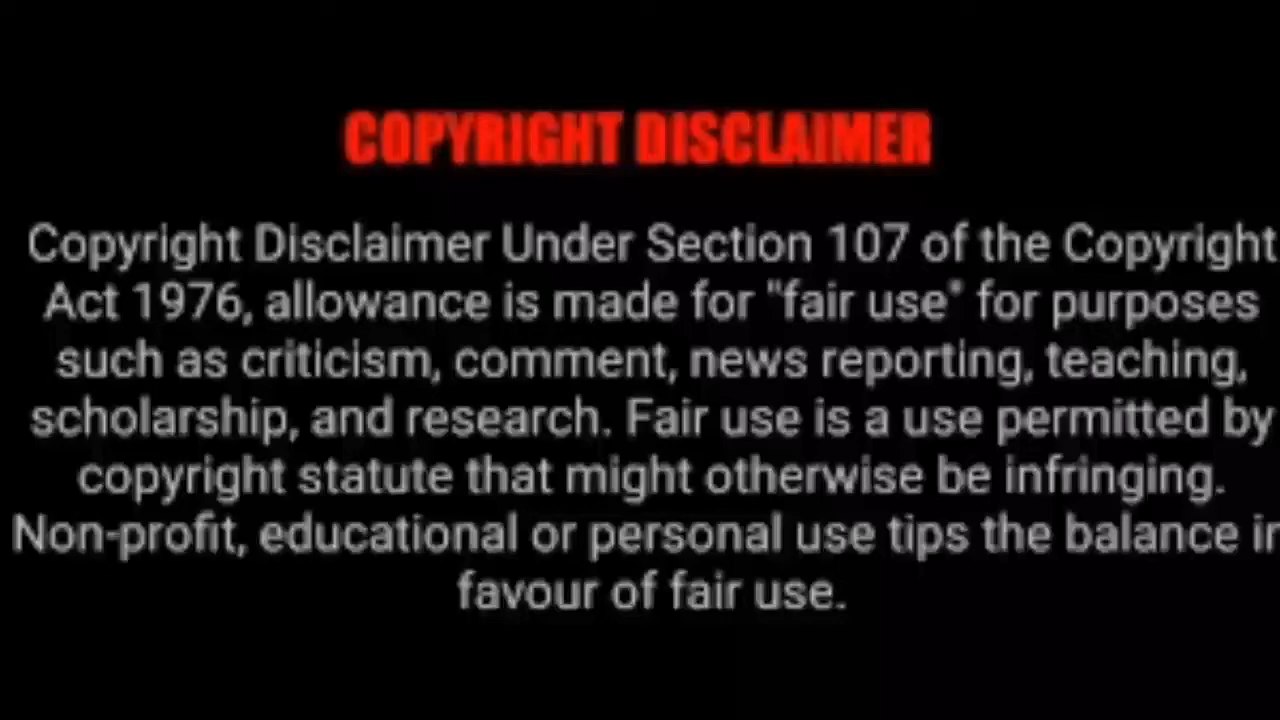 COPYRIGHT DISCLAIMER
Copyright Disclaimer Under Section 107 of the Copyright
Act 1976, allowance is made for "fair use" for purposes
such as criticism, comment, news reporting, teaching,
scholarship, and research. Fair use is a use permitted by
copyright statute that might otherwise be infringing.
Non-profit, educational or personal use tips the balance in
favour of fair use.